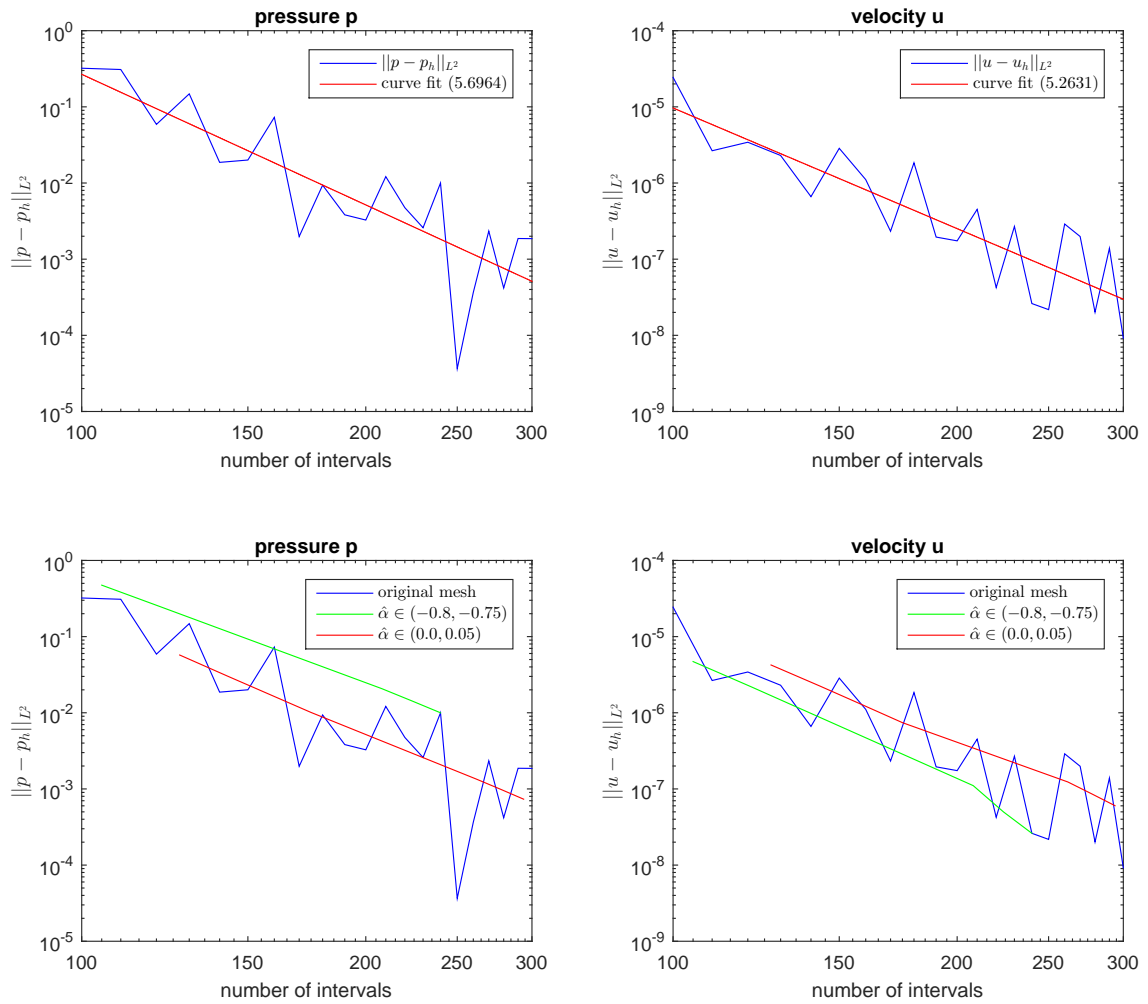 pressure p
10^0
10^-1
10^-2
10^-3
10^-4
10^-5
||p − p_h||_{L^2}
||p − p_h||_{L^2}
curve fit (5.6964)
100
150
200
250
300
number of intervals
velocity u
10^-4
10^-5
10^-6
10^-7
10^-8
10^-9
||u − u_h||_{L^2}
||u − u_h||_{L^2}
curve fit (5.2631)
100
150
200
250
300
number of intervals
pressure p
10^0
10^-1
10^-2
10^-3
10^-4
10^-5
||p − p_h||_{L^2}
original mesh
α̂ ∈ (−0.8, −0.75)
α̂ ∈ (0.0, 0.05)
100
150
200
250
300
number of intervals
velocity u
10^-4
10^-5
10^-6
10^-7
10^-8
10^-9
||u − u_h||_{L^2}
original mesh
α̂ ∈ (−0.8, −0.75)
α̂ ∈ (0.0, 0.05)
100
150
200
250
300
number of intervals